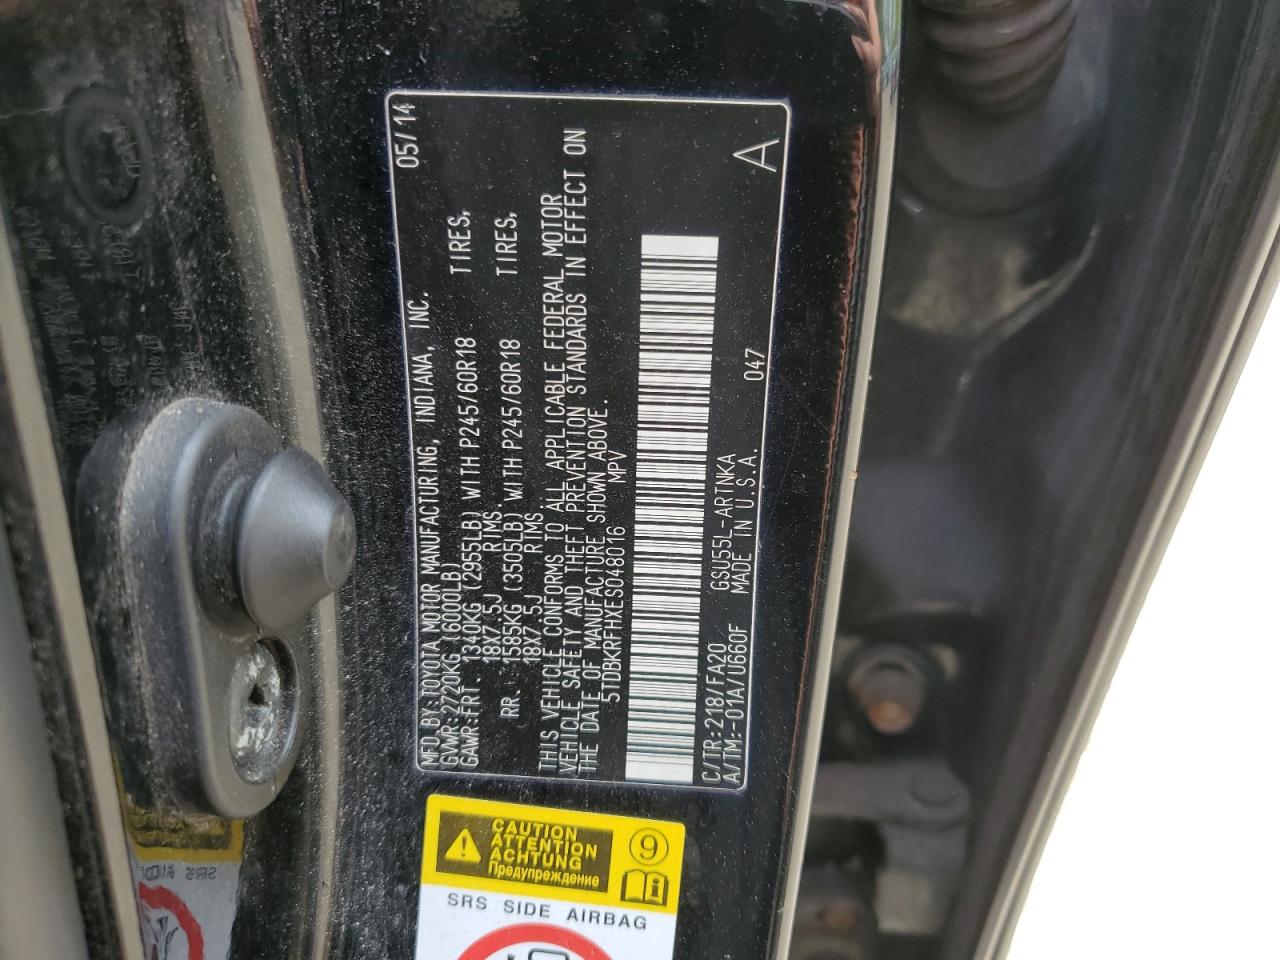 MFD.BY:TOYOTA MOTOR MANUFACTURING, INDIANA, INC. 05/14
GVWR:2720KG (6000LB)
GAWR:FRT. 1340KG (2955LB) WITH P245/60R18 TIRES,
18X7.5J RIMS.
RR. 1585KG (3505LB) WITH P245/60R18 TIRES,
18X7.5J RIMS.
THIS VEHICLE CONFORMS TO ALL APPLICABLE FEDERAL MOTOR
VEHICLE SAFETY AND THEFT PREVENTION STANDARDS IN EFFECT ON
THE DATE OF MANUFACTURE SHOWN ABOVE.
5TDBKRFHXES048016 MPV
C/TR:218/FA20 GSU55L-ARTNKA 047
A/TM:-01A/U660F MADE IN U.S.A. A
CAUTION
ATTENTION
ACHTUNG
Предупреждение
9
i
SRS SIDE AIRBAG